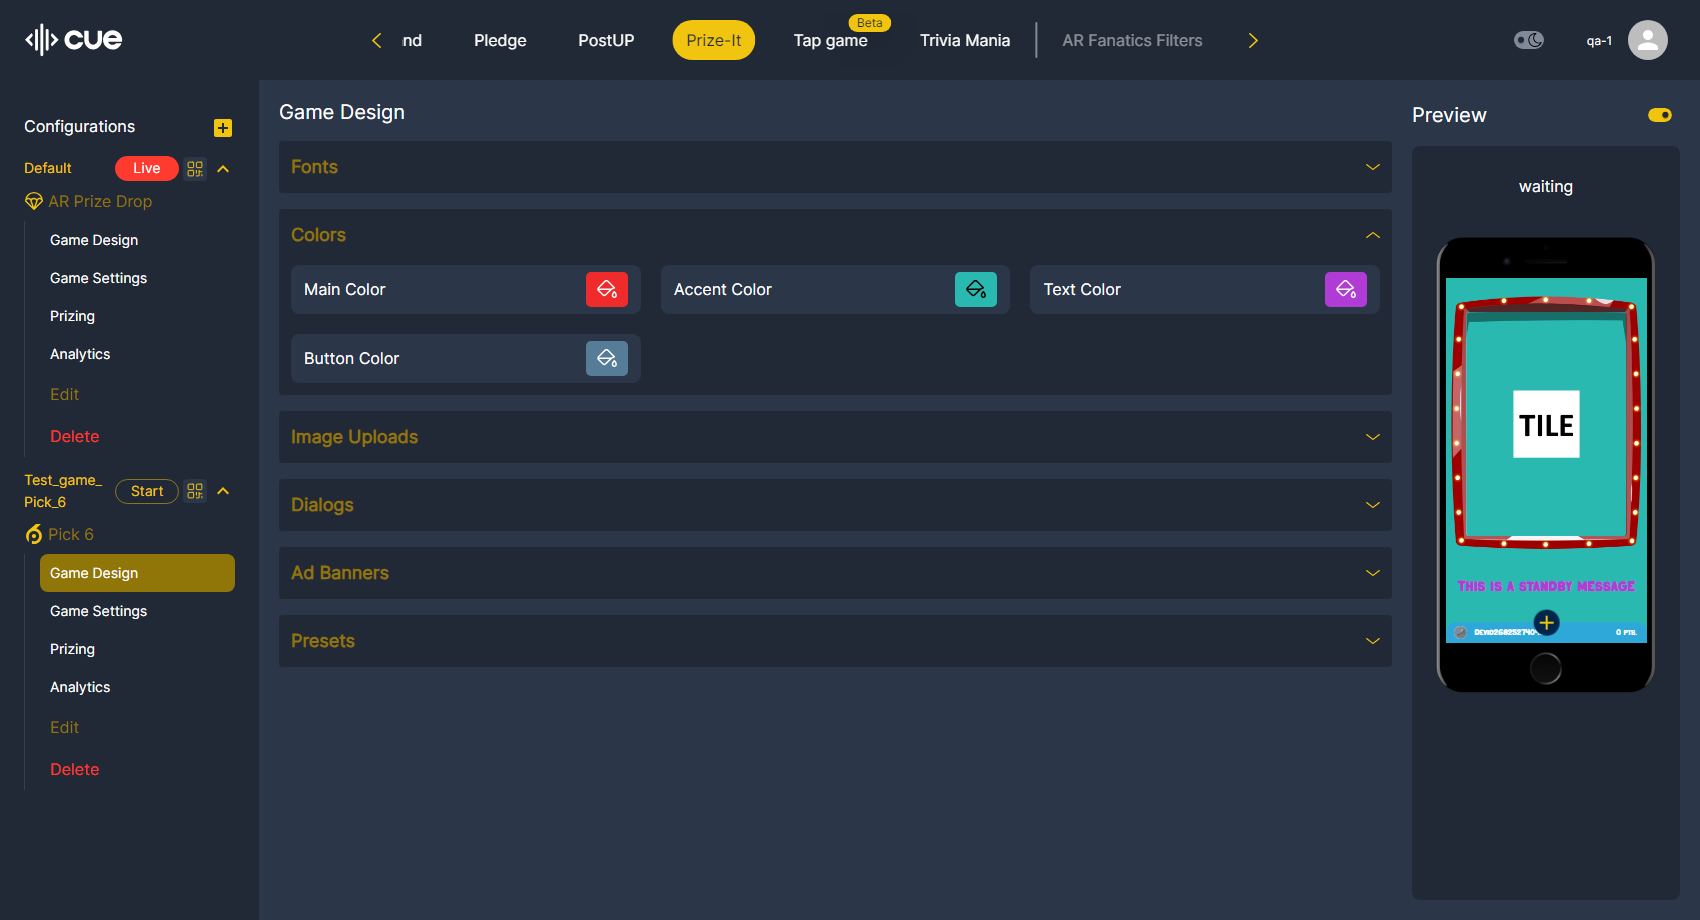 cue
nd
Pledge
PostUP
Prize-It
Beta
Tap game
Trivia Mania
AR Fanatics Filters
qa-1
Configurations
Default
Live
AR Prize Drop
Game Design
Game Settings
Prizing
Analytics
Edit
Delete
Test_game_
Pick_6
Start
Pick 6
Game Design
Game Settings
Prizing
Analytics
Edit
Delete
Game Design
Fonts
Colors
Main Color
Accent Color
Text Color
Button Color
Image Uploads
Dialogs
Ad Banners
Presets
Preview
waiting
TILE
THIS IS A STANDBY MESSAGE
0 PTS.